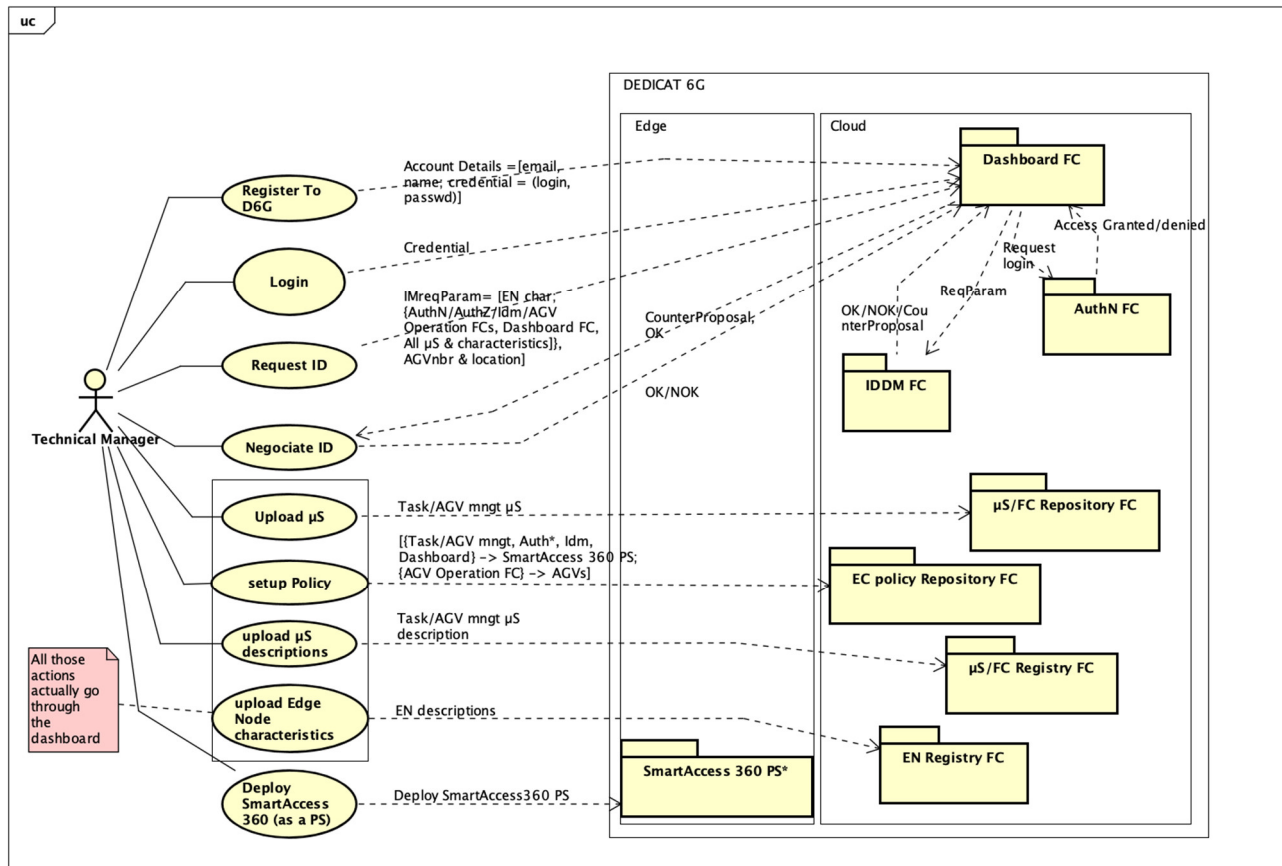 uc
DEDICAT 6G
Edge
Cloud
Dashboard FC
Account Details =[email,
name; credential = (login,
passwd)]
Register To
D6G
Access Granted/denied
Credential
Request
login
Login
ReqParam
AuthN FC
IMreqParam= [EN char;
{AuthN/AuthZ/Idm/AGV
Operation FCs, Dashboard FC,
All µS & characteristics]},
AGVnbr & location]
OK/NOK/Cou
nterProposal
CounterProposal,
OK
Request ID
IDDM FC
OK/NOK
Technical Manager
Negociate ID
Upload µS
Task/AGV mngt µS
µS/FC Repository FC
[{Task/AGV mngt, Auth*, Idm,
Dashboard} -> SmartAccess 360 PS;
{AGV Operation FC} -> AGVs]
setup Policy
EC policy Repository FC
Task/AGV mngt µS
description
upload µS
descriptions
µS/FC Registry FC
All those
actions
actually go
through
the
dashboard
upload Edge
Node
characteristics
EN descriptions
EN Registry FC
SmartAccess 360 PS*
Deploy
SmartAccess
360 (as a PS)
Deploy SmartAccess360 PS